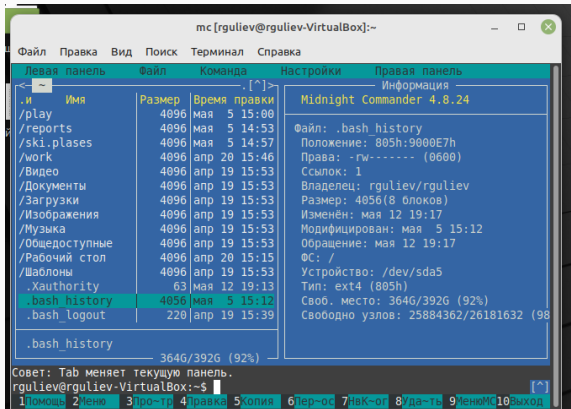 mc [rguliev@rguliev-VirtualBox]:~
Файл Правка Вид Поиск Терминал Справка
Левая панель Файл Команда Настройки Правая панель
<- ~ .[^]>
.и Имя Размер Время правки
/play 4096 мая 5 15:00
/reports 4096 мая 5 14:53
/ski.plases 4096 мая 5 14:57
/work 4096 апр 20 15:46
/Видео 4096 апр 19 15:53
/Документы 4096 апр 19 15:53
/Загрузки 4096 апр 19 15:53
/Изображения 4096 апр 19 15:53
/Музыка 4096 апр 19 15:53
/Общедоступные 4096 апр 19 15:53
/Рабочий стол 4096 апр 20 15:15
/Шаблоны 4096 апр 19 15:53
.Xauthority 63 мая 12 19:13
.bash_history 4056 мая 5 15:12
.bash_logout 220 апр 19 15:39
.bash_history
364G/392G (92%)
Информация
Midnight Commander 4.8.24
Файл: .bash_history
Положение: 805h:9000E7h
Права: -rw------- (0600)
Ссылок: 1
Владелец: rguliev/rguliev
Размер: 4056(8 блоков)
Изменён: мая 12 19:17
Модифицирован: мая 5 15:12
Обращение: мая 12 19:17
ФС: /
Устройство: /dev/sda5
Тип: ext4 (805h)
Своб. место: 364G/392G (92%)
Свободно узлов: 25884362/26181632 (98
Совет: Tab меняет текущую панель.
rguliev@rguliev-VirtualBox:~$ [^]
1Помощь 2Меню 3Про~тр 4Правка 5Копия 6Пер~ос 7НвК~ог 8Уда~ть 9МенюMC 10Выход